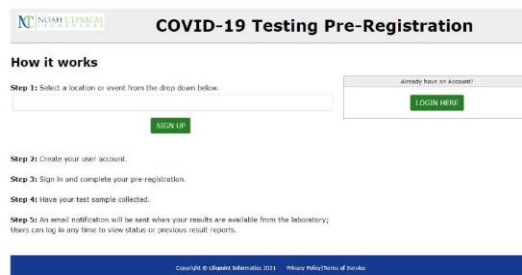 NOAH CLINICAL
COVID-19 Testing Pre-Registration
How it works
Step 1: Select a location or event from the drop down below.
SIGN UP
Already have an Account?
LOGIN HERE
Step 2: Create your user account.
Step 3: Sign in and complete your pre-registration.
Step 4: Have your test sample collected.
Step 5: An email notification will be sent when your results are available from the laboratory;
Users can log in any time to view status or previous result reports.
Copyright © Lifepoint Informatics 2021 Privacy Policy|Terms of Service